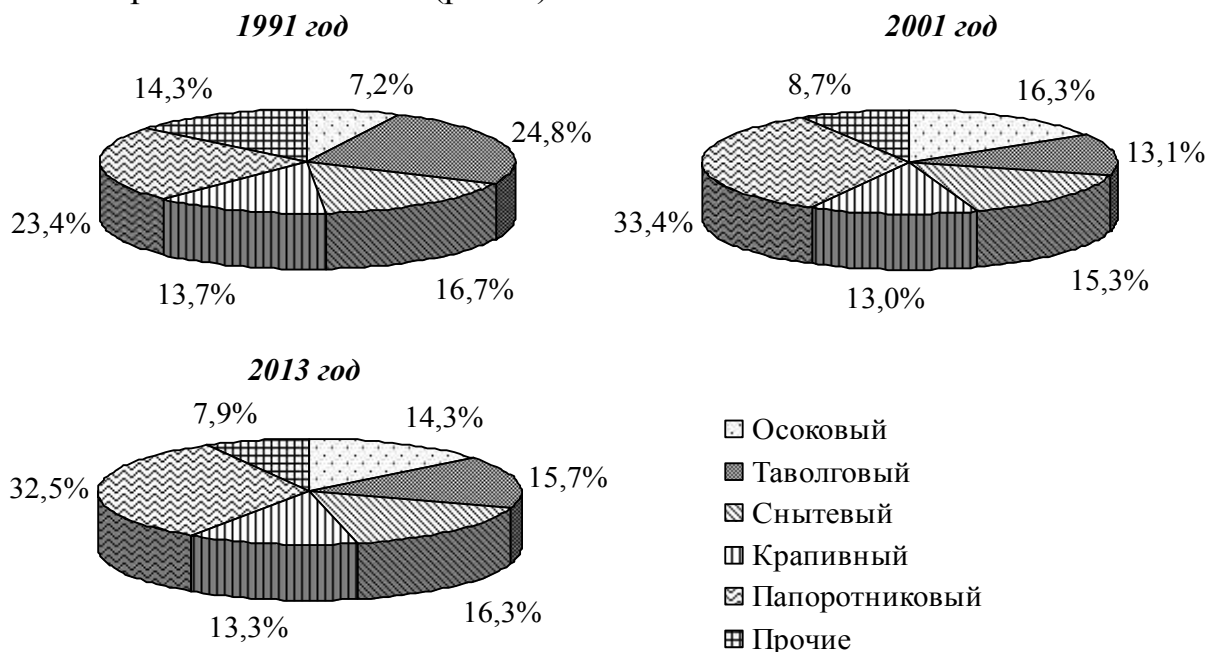 1991 год
2001 год
14,3%
7,2%
24,8%
23,4%
13,7%
16,7%
8,7%
16,3%
13,1%
33,4%
13,0%
15,3%
2013 год
7,9%
14,3%
32,5%
15,7%
13,3%
16,3%
Осоковый
Таволговый
Снытевый
Крапивный
Папоротниковый
Прочие